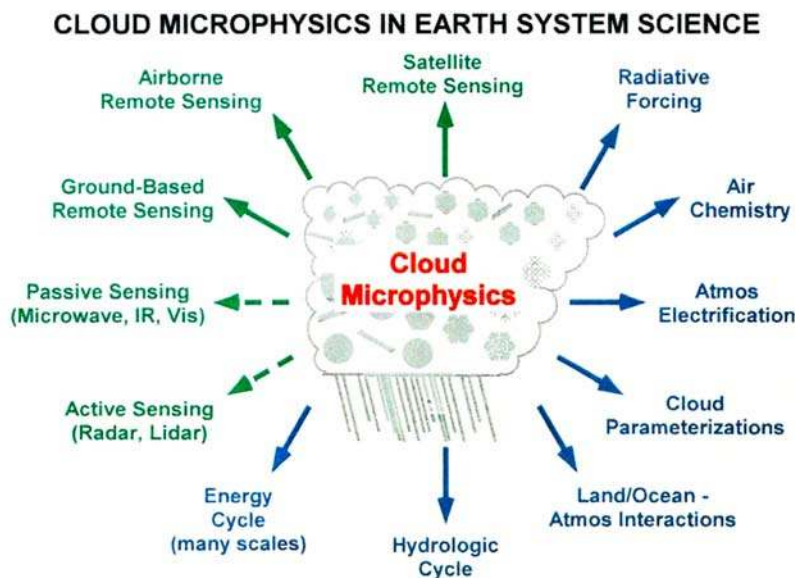 CLOUD MICROPHYSICS IN EARTH SYSTEM SCIENCE
Airborne
Remote Sensing
Satellite
Remote Sensing
Radiative
Forcing
Ground-Based
Remote Sensing
Air
Chemistry
Cloud
Microphysics
Passive Sensing
(Microwave, IR, Vis)
Atmos
Electrification
Active Sensing
(Radar, Lidar)
Cloud
Parameterizations
Energy
Cycle
(many scales)
Hydrologic
Cycle
Land/Ocean -
Atmos Interactions